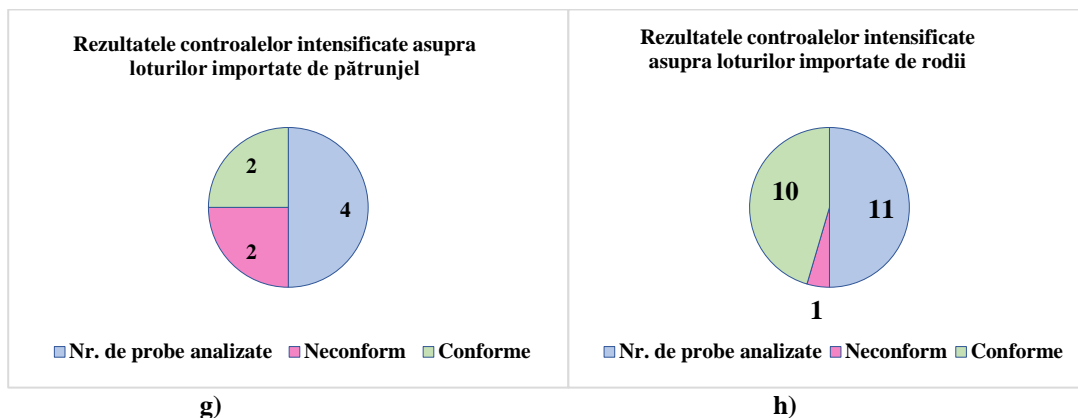 Rezultatele controalelor intensificate asupra
loturilor importate de pătrunjel
2
4
2
Nr. de probe analizate Neconform Conforme
g)
Rezultatele controalelor intensificate
asupra loturilor importate de rodii
10
11
1
Nr. de probe analizate Neconform Conforme
h)